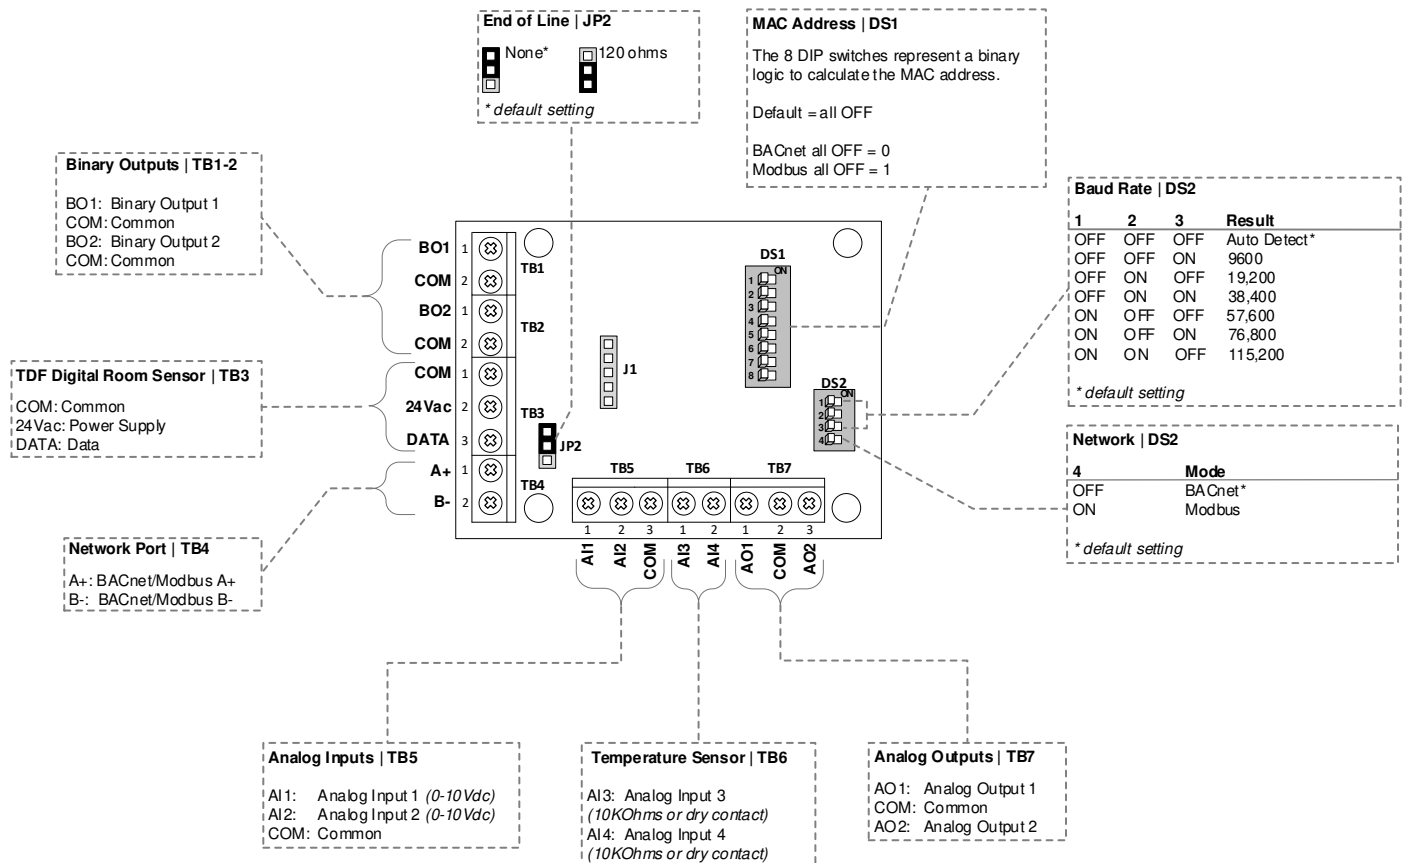 End of Line | JP2
None*
120 ohms
* default setting
MAC Address | DS1
The 8 DIP switches represent a binary
logic to calculate the MAC address.
Default = all OFF
BACnet all OFF = 0
Modbus all OFF = 1
Binary Outputs | TB1-2
BO1: Binary Output 1
COM: Common
BO2: Binary Output 2
COM: Common
Baud Rate | DS2
1 2 3 Result
OFF OFF OFF Auto Detect*
OFF OFF ON 9600
OFF ON OFF 19,200
OFF ON ON 38,400
ON OFF OFF 57,600
ON OFF ON 76,800
ON ON OFF 115,200
* default setting
TDF Digital Room Sensor | TB3
COM: Common
24Vac: Power Supply
DATA: Data
Network | DS2
4 Mode
OFF BACnet*
ON Modbus
* default setting
Network Port | TB4
A+: BACnet/Modbus A+
B-: BACnet/Modbus B-
BO1 1
COM 2
TB1
BO2 1
COM 2
TB2
COM 1
24Vac 2
DATA 3
TB3
A+ 1
B- 2
TB4
J1
JP2
DS1
ON
1
2
3
4
5
6
7
8
DS2
ON
1
2
3
4
TB5 TB6 TB7
1 2 3 1 2 1 2 3
AI1 AI2 COM AI3 AI4 AO1 COM AO2
Analog Inputs | TB5
AI1: Analog Input 1 (0-10Vdc)
AI2: Analog Input 2 (0-10Vdc)
COM: Common
Temperature Sensor | TB6
AI3: Analog Input 3
(10KOhms or dry contact)
AI4: Analog Input 4
(10KOhms or dry contact)
Analog Outputs | TB7
AO1: Analog Output 1
COM: Common
AO2: Analog Output 2